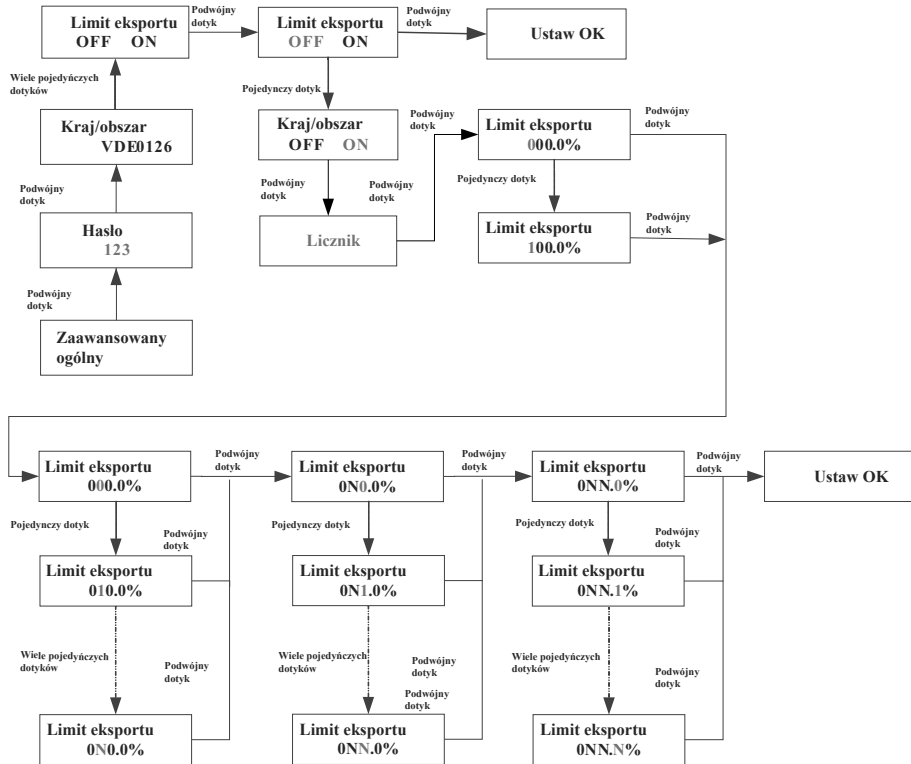 Limit eksportu
OFF ON
Podwójny
dotyk
Limit eksportu
OFF ON
Podwójny
dotyk
Ustaw OK
Wiele pojedyńczych
dotyków
Pojedynczy dotyk
Kraj/obszar
VDE0126
Kraj/obszar
OFF ON
Podwójny
dotyk
Limit eksportu
000.0%
Podwójny
dotyk
Podwójny
dotyk
Podwójny
dotyk
Podwójny
dotyk
Pojedynczy dotyk
Hasło
123
Licznik
Limit eksportu
100.0%
Podwójny
dotyk
Podwójny
dotyk
Zaawansowany
ogólny
Limit eksportu
000.0%
Podwójny
dotyk
Limit eksportu
0N0.0%
Podwójny
dotyk
Limit eksportu
0NN.0%
Podwójny
dotyk
Ustaw OK
Pojedynczy dotyk
Podwójny
dotyk
Pojedynczy dotyk
Pojedynczy dotyk
Podwójny
dotyk
Limit eksportu
010.0%
Limit eksportu
0N1.0%
Limit eksportu
0NN.1%
Wiele pojedyńczych
dotyków
Podwójny
dotyk
Wiele pojedyńczych
dotyków
Podwójny
dotyk
Podwójny
dotyk
Wiele pojedyńczych
dotyków
Podwójny
dotyk
Limit eksportu
0N0.0%
Limit eksportu
0NN.0%
Limit eksportu
0NN.N%